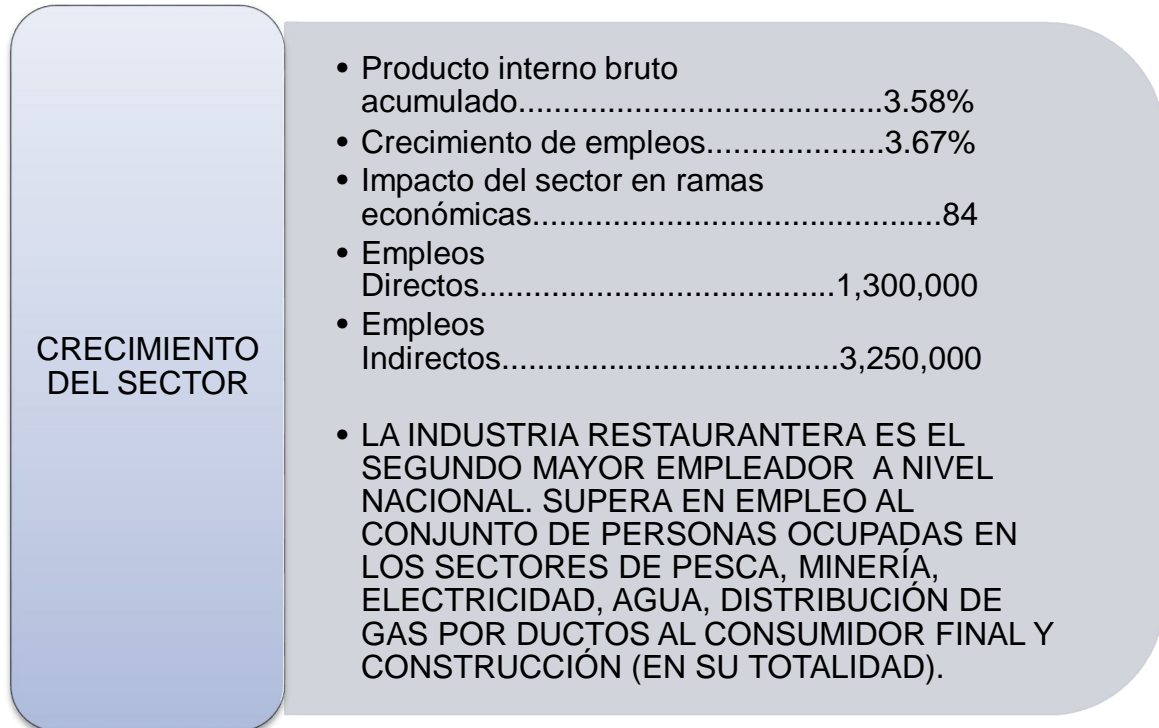 CRECIMIENTO
DEL SECTOR
• Producto interno bruto
acumulado.........................................3.58%
• Crecimiento de empleos....................3.67%
• Impacto del sector en ramas
económicas..............................................84
• Empleos
Directos........................................1,300,000
• Empleos
Indirectos......................................3,250,000
• LA INDUSTRIA RESTAURANTERA ES EL
SEGUNDO MAYOR EMPLEADOR A NIVEL
NACIONAL. SUPERA EN EMPLEO AL
CONJUNTO DE PERSONAS OCUPADAS EN
LOS SECTORES DE PESCA, MINERÍA,
ELECTRICIDAD, AGUA, DISTRIBUCIÓN DE
GAS POR DUCTOS AL CONSUMIDOR FINAL Y
CONSTRUCCIÓN (EN SU TOTALIDAD).